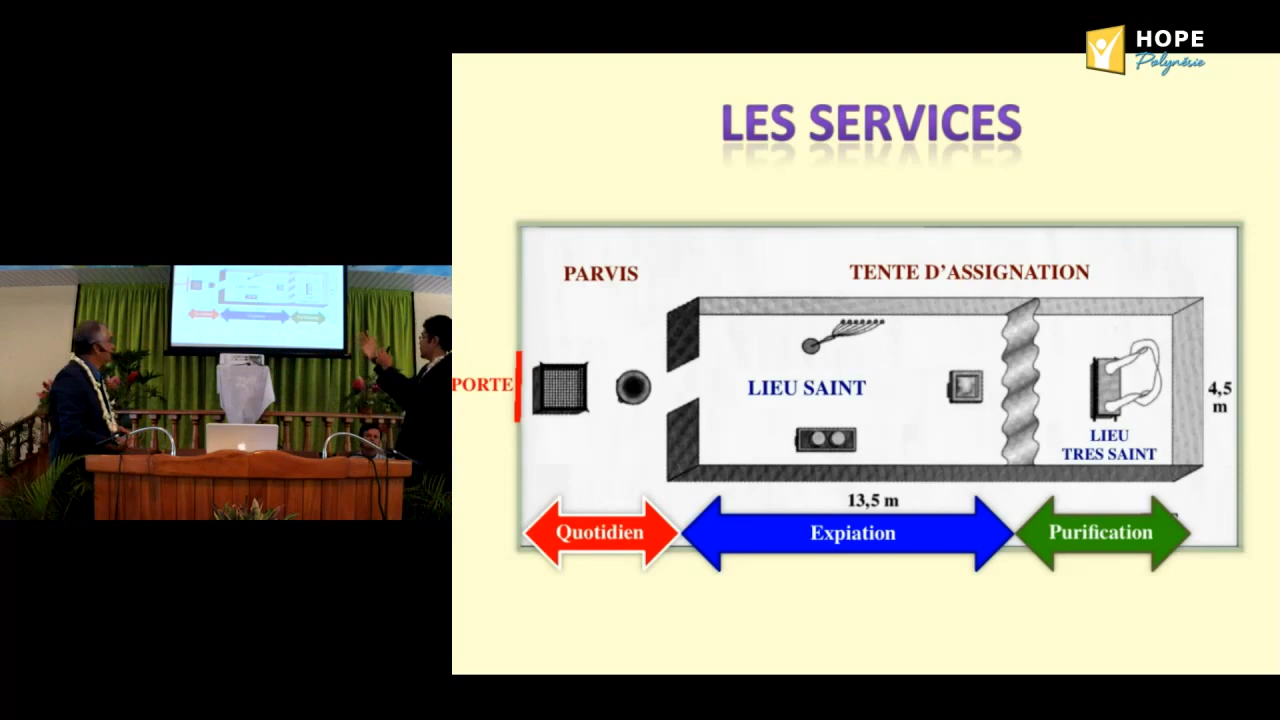 HOPE
Polynésie
LES SERVICES
PARVIS
TENTE D'ASSIGNATION
PORTE
LIEU SAINT
4,5
m
LIEU
TRES SAINT
13,5 m
Quotidien
Expiation
Purification